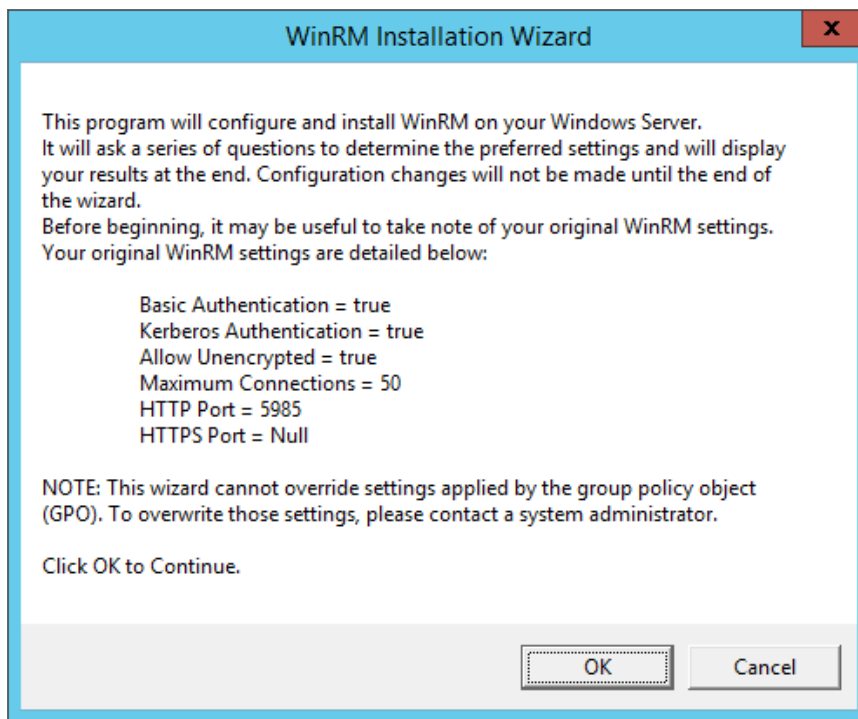 WinRM Installation Wizard
x
This program will configure and install WinRM on your Windows Server.
It will ask a series of questions to determine the preferred settings and will display
your results at the end. Configuration changes will not be made until the end of
the wizard.
Before beginning, it may be useful to take note of your original WinRM settings.
Your original WinRM settings are detailed below:
Basic Authentication = true
Kerberos Authentication = true
Allow Unencrypted = true
Maximum Connections = 50
HTTP Port = 5985
HTTPS Port = Null
NOTE: This wizard cannot override settings applied by the group policy object
(GPO). To overwrite those settings, please contact a system administrator.
Click OK to Continue.
OK
Cancel